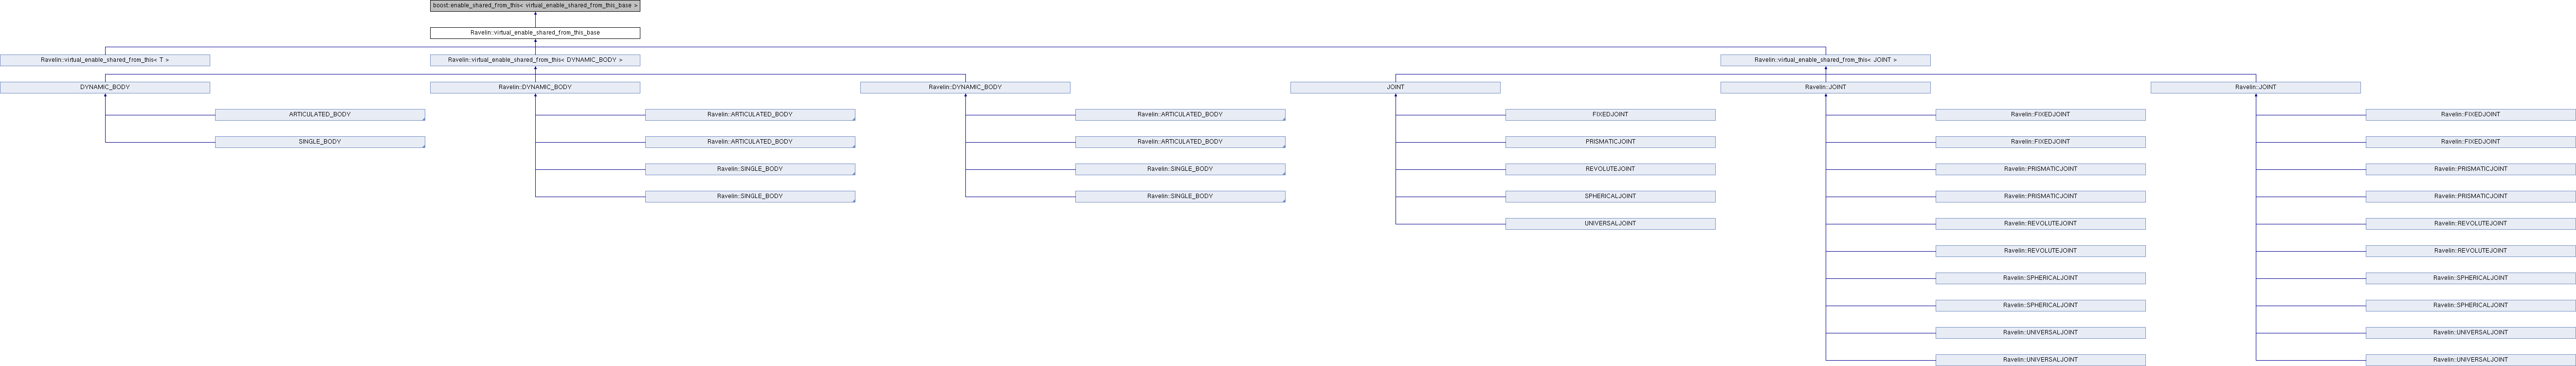 boost::enable_shared_from_this< virtual_enable_shared_from_this_base >
Ravelin::virtual_enable_shared_from_this_base
Ravelin::virtual_enable_shared_from_this< T >
Ravelin::virtual_enable_shared_from_this< DYNAMIC_BODY >
Ravelin::virtual_enable_shared_from_this< JOINT >
DYNAMIC_BODY
Ravelin::DYNAMIC_BODY
Ravelin::DYNAMIC_BODY
JOINT
Ravelin::JOINT
Ravelin::JOINT
ARTICULATED_BODY
Ravelin::ARTICULATED_BODY
Ravelin::ARTICULATED_BODY
FIXEDJOINT
Ravelin::FIXEDJOINT
Ravelin::FIXEDJOINT
SINGLE_BODY
Ravelin::ARTICULATED_BODY
Ravelin::ARTICULATED_BODY
PRISMATICJOINT
Ravelin::FIXEDJOINT
Ravelin::FIXEDJOINT
Ravelin::SINGLE_BODY
Ravelin::SINGLE_BODY
REVOLUTEJOINT
Ravelin::PRISMATICJOINT
Ravelin::PRISMATICJOINT
Ravelin::SINGLE_BODY
Ravelin::SINGLE_BODY
SPHERICALJOINT
Ravelin::PRISMATICJOINT
Ravelin::PRISMATICJOINT
UNIVERSALJOINT
Ravelin::REVOLUTEJOINT
Ravelin::REVOLUTEJOINT
Ravelin::REVOLUTEJOINT
Ravelin::REVOLUTEJOINT
Ravelin::SPHERICALJOINT
Ravelin::SPHERICALJOINT
Ravelin::SPHERICALJOINT
Ravelin::SPHERICALJOINT
Ravelin::UNIVERSALJOINT
Ravelin::UNIVERSALJOINT
Ravelin::UNIVERSALJOINT
Ravelin::UNIVERSALJOINT